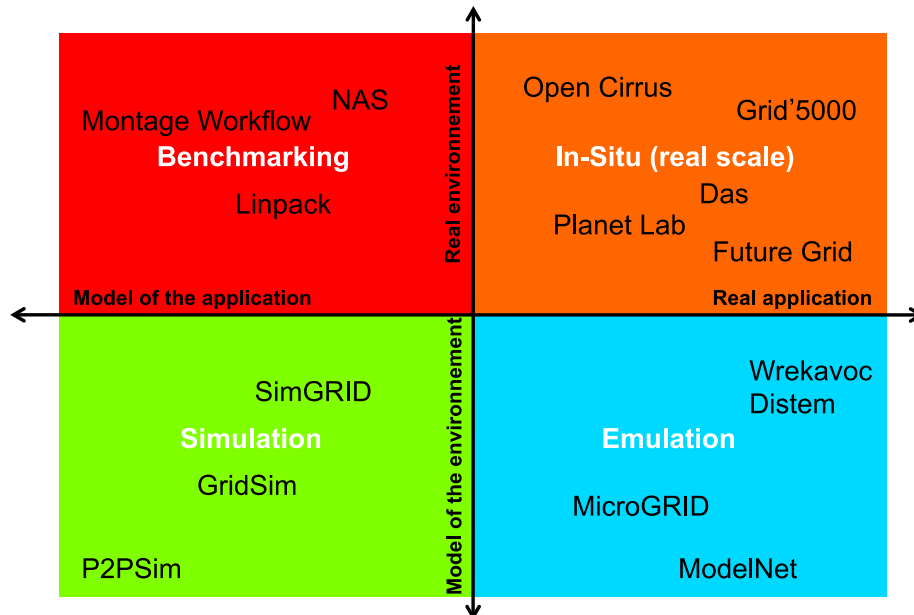 NAS
Montage Workflow
Benchmarking
Linpack
Model of the application
Real environnement
Open Cirrus
Grid'5000
In-Situ (real scale)
Das
Planet Lab
Future Grid
Real application
SimGRID
Simulation
GridSim
P2PSim
Model of the environnement
Wrekavoc
Distem
Emulation
MicroGRID
ModelNet